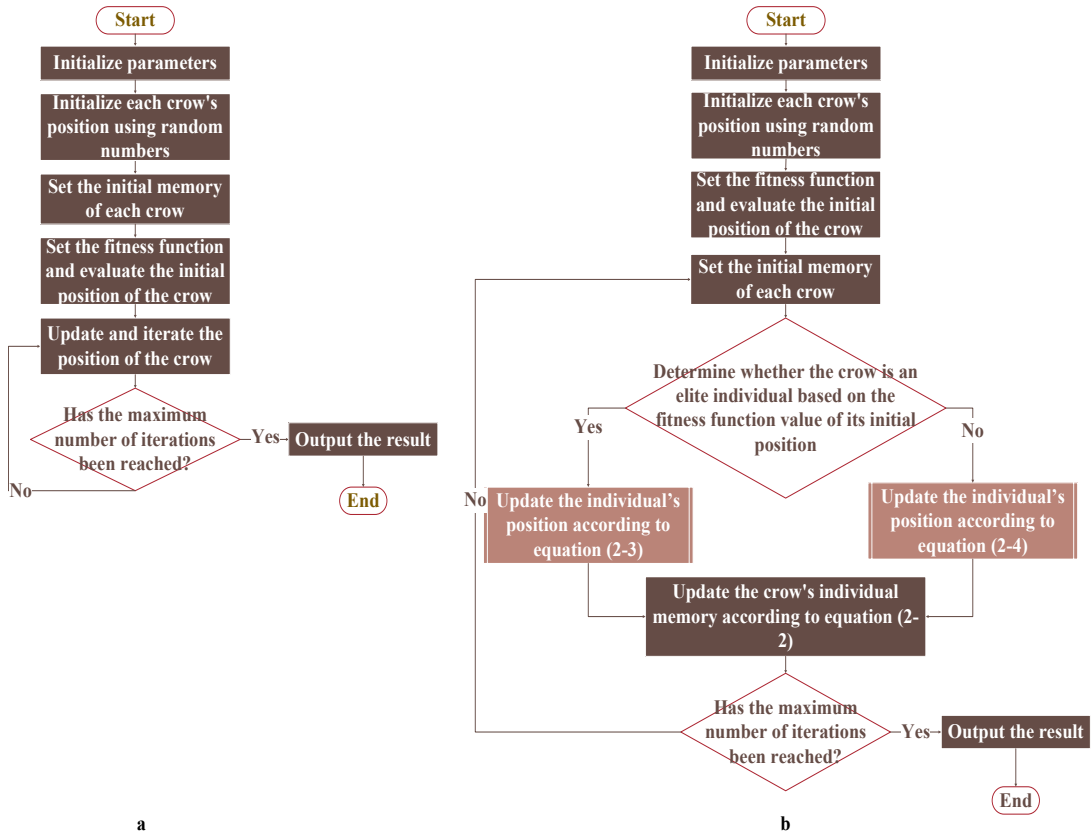 Start
Initialize parameters
Initialize each crow's
position using random
numbers
Set the initial memory
of each crow
Set the fitness function
and evaluate the initial
position of the crow
Update and iterate the
position of the crow
Has the maximum
number of iterations
been reached?
Yes
Output the result
No
End
a
Start
Initialize parameters
Initialize each crow's
position using random
numbers
Set the fitness function
and evaluate the initial
position of the crow
Set the initial memory
of each crow
Determine whether the crow is an
elite individual based on the
fitness function value of its initial
position
Yes
No
Update the individual’s
position according to
equation (2-3)
Update the individual’s
position according to
equation (2-4)
Update the crow's individual
memory according to equation (2-
2)
Has the maximum
number of iterations
been reached?
No
Yes
Output the result
End
b